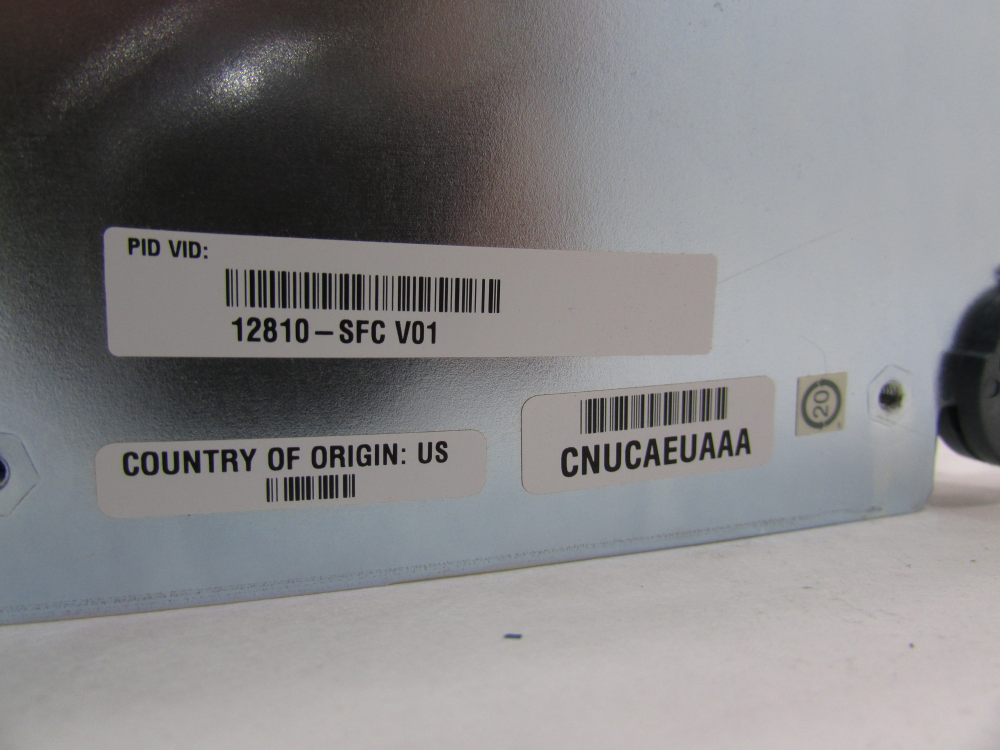 PID VID:
12810-SFC V01
COUNTRY OF ORIGIN: US
CNUCAEUAAA
20